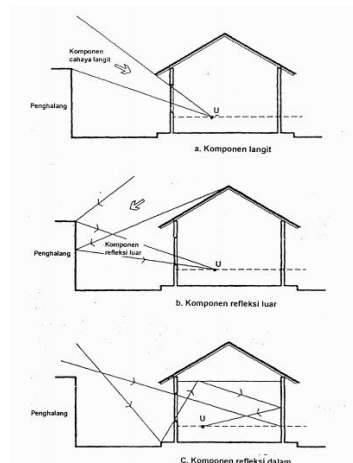 Komponen
cahaya langit
Penghalang
U
a. Komponen langit
Komponen
refleksi luar
Penghalang
U
b. Komponen refleksi luar
Penghalang
U
C. Komponen refleksi dalam